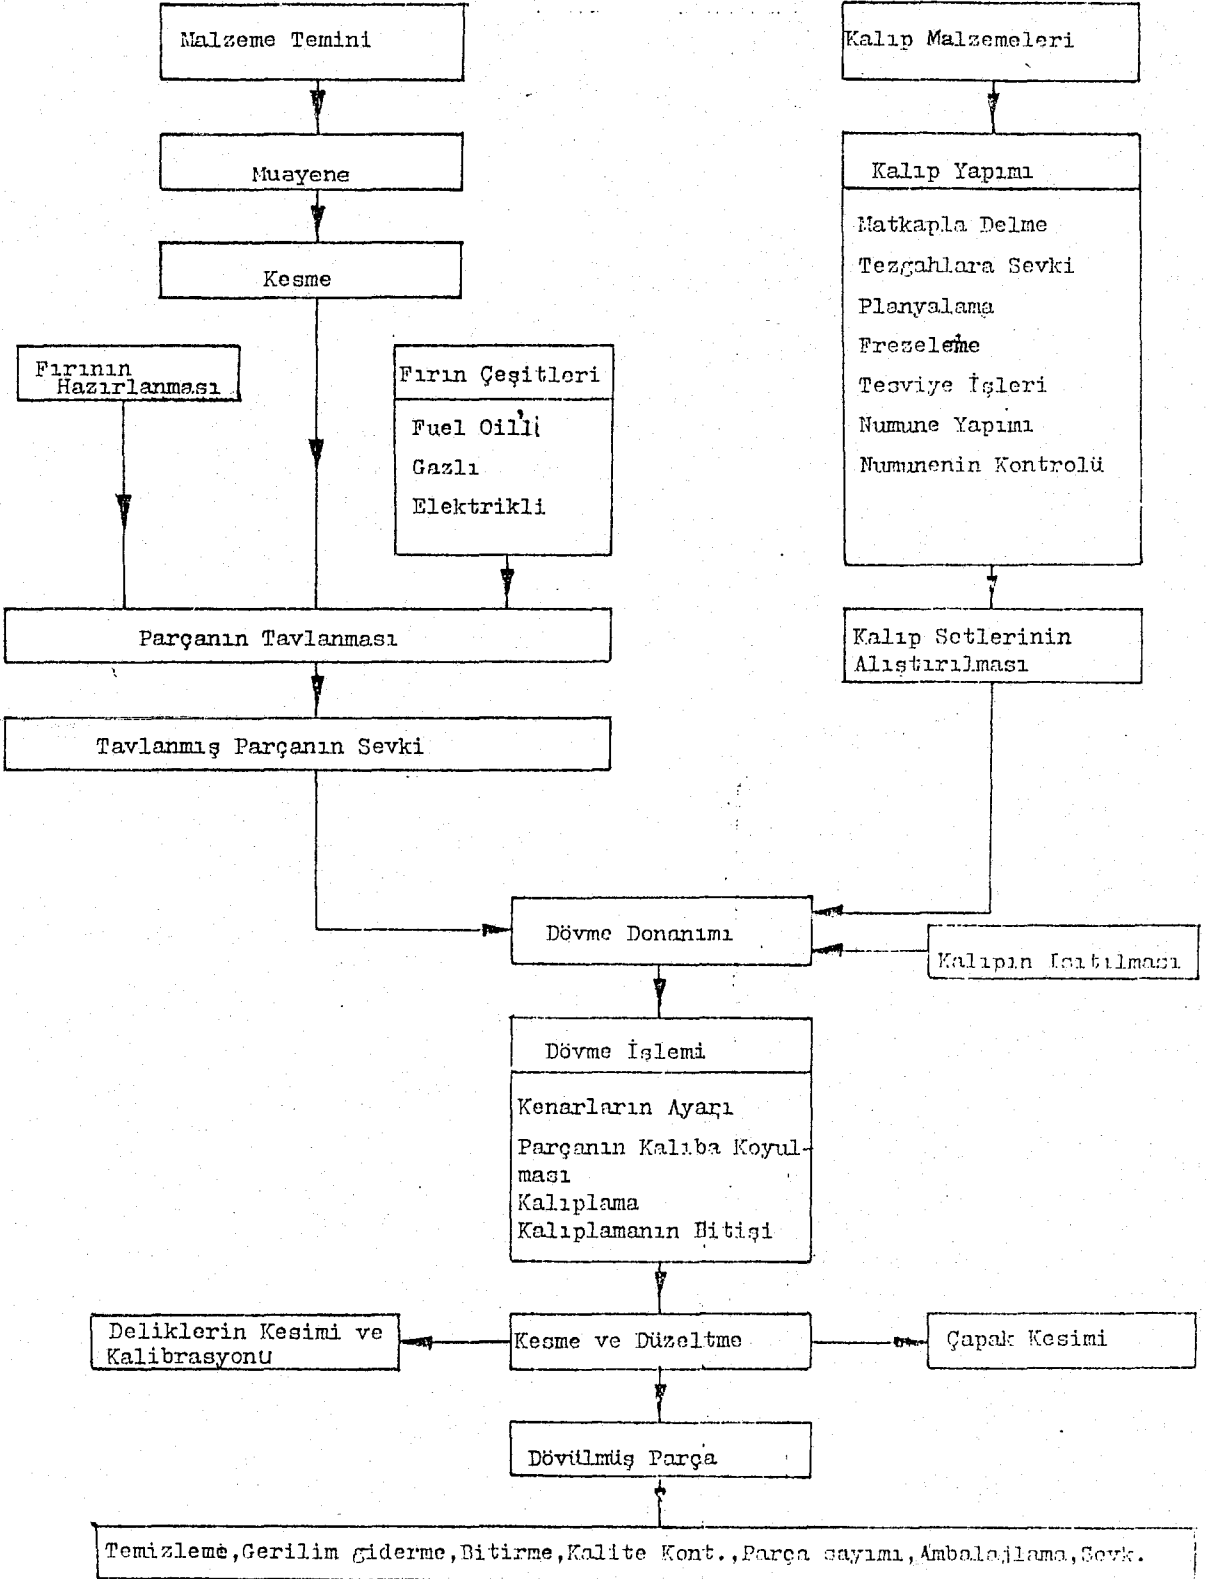 Malzeme Temini
Muayene
Kesme
Fırının
Hazırlanması
Fırın Çeşitleri
Fuel Oil'li
Gazlı
Elektrikli
Parçanın Tavlanması
Tavlanmış Parçanın Sevki
Kalıp Malzemeleri
Kalıp Yapımı
Matkapla Delme
Tezgahlara Sevki
Planyalama
Frezeleme
Tesviye İşleri
Numune Yapımı
Numunenin Kontrolü
Kalıp Setlerinin
Alıştırılması
Dövme Donanımı
Kalıpın Isıtılması
Dövme İşlemi
Kenarların Ayarı
Parçanın Kalıba Koyul-
ması
Kalıplama
Kalıplamanın Bitişi
Deliklerin Kesimi ve
Kalibrasyonu
Kesme ve Düzeltme
Çapak Kesimi
Dövülmüş Parça
Temizleme,Gerilim giderme,Bitirme,Kalite Kont.,Parça sayımı,Ambalajlama,Sevk.